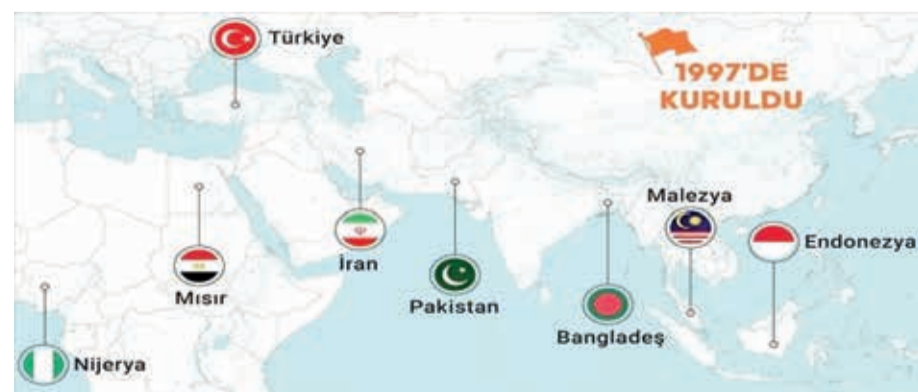 Türkiye
1997'DE
KURULDU
Malezya
Endonezya
İran
Mısır
Pakistan
Bangladeş
Nijerya